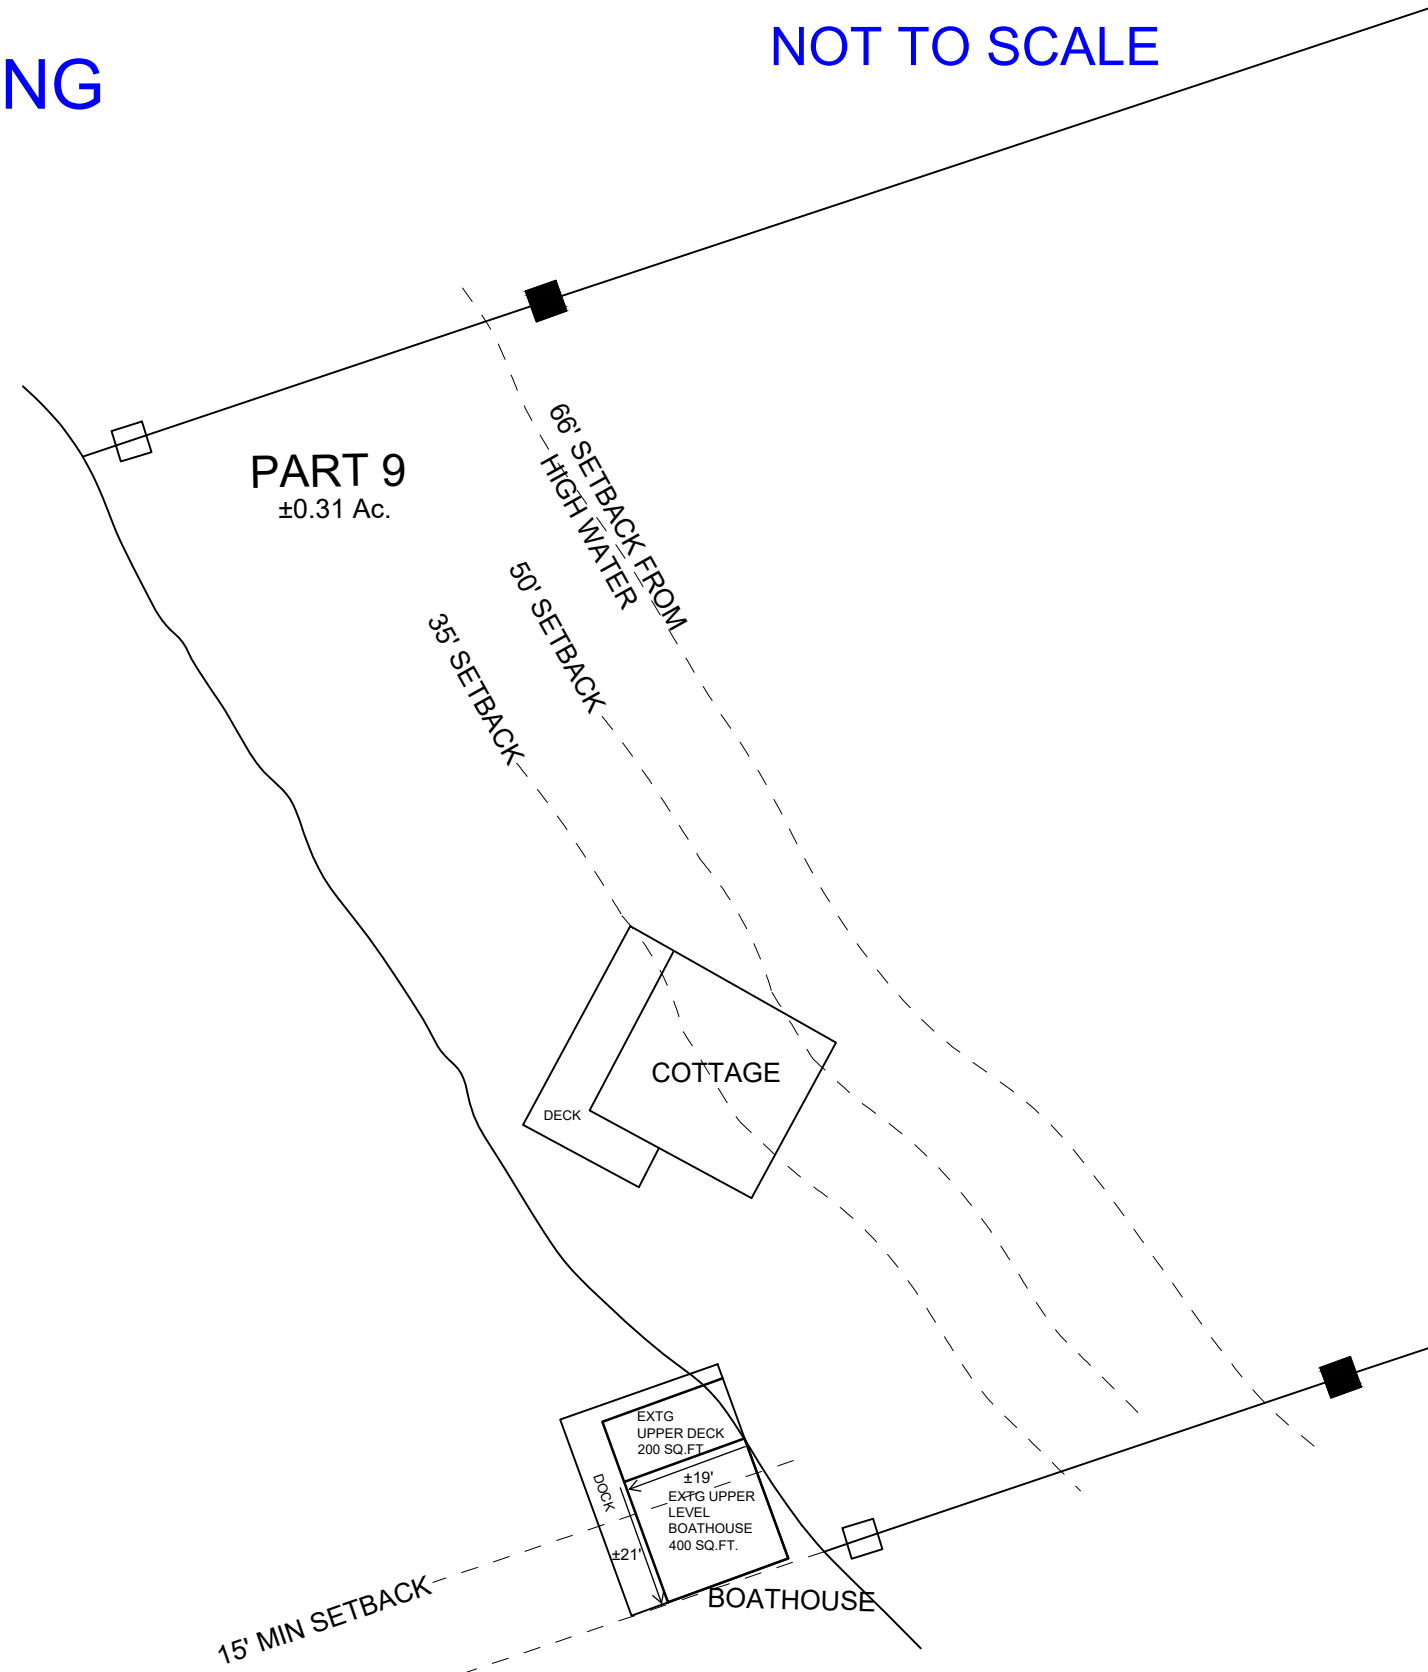 NOT TO SCALE
NG
PART 9
±0.31 Ac.
66' SETBACK FROM
HIGH WATER
50' SETBACK
35' SETBACK
COTTAGE
DECK
EXTG
UPPER DECK
200 SQ.FT.
DOCK
±19'
EXTG UPPER
LEVEL
BOATHOUSE
400 SQ.FT.
±21'
BOATHOUSE
15' MIN SETBACK